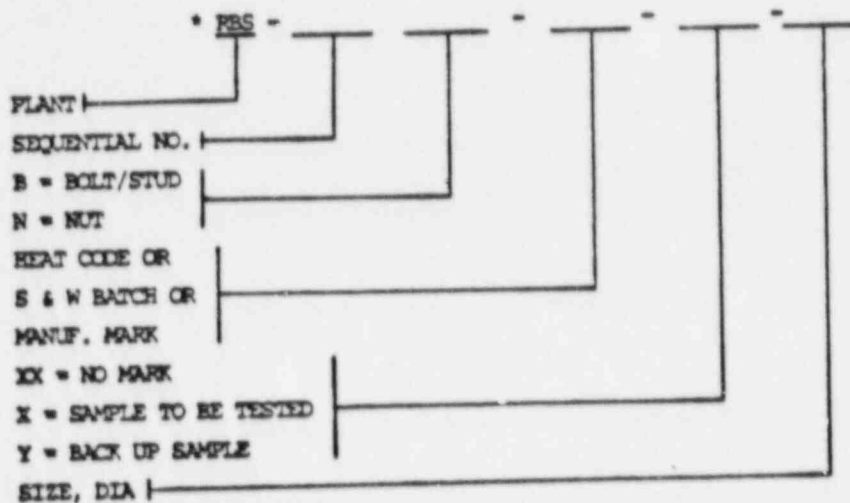 * RBS - ____ ____ - ____ - ____ - ____
PLANT
SEQUENTIAL NO.
B = BOLT/STUD
N = NUT
HEAT CODE OR
S & W BATCH OR
MANUF. MARK
XX = NO MARK
X = SAMPLE TO BE TESTED
Y = BACK UP SAMPLE
SIZE, DIA